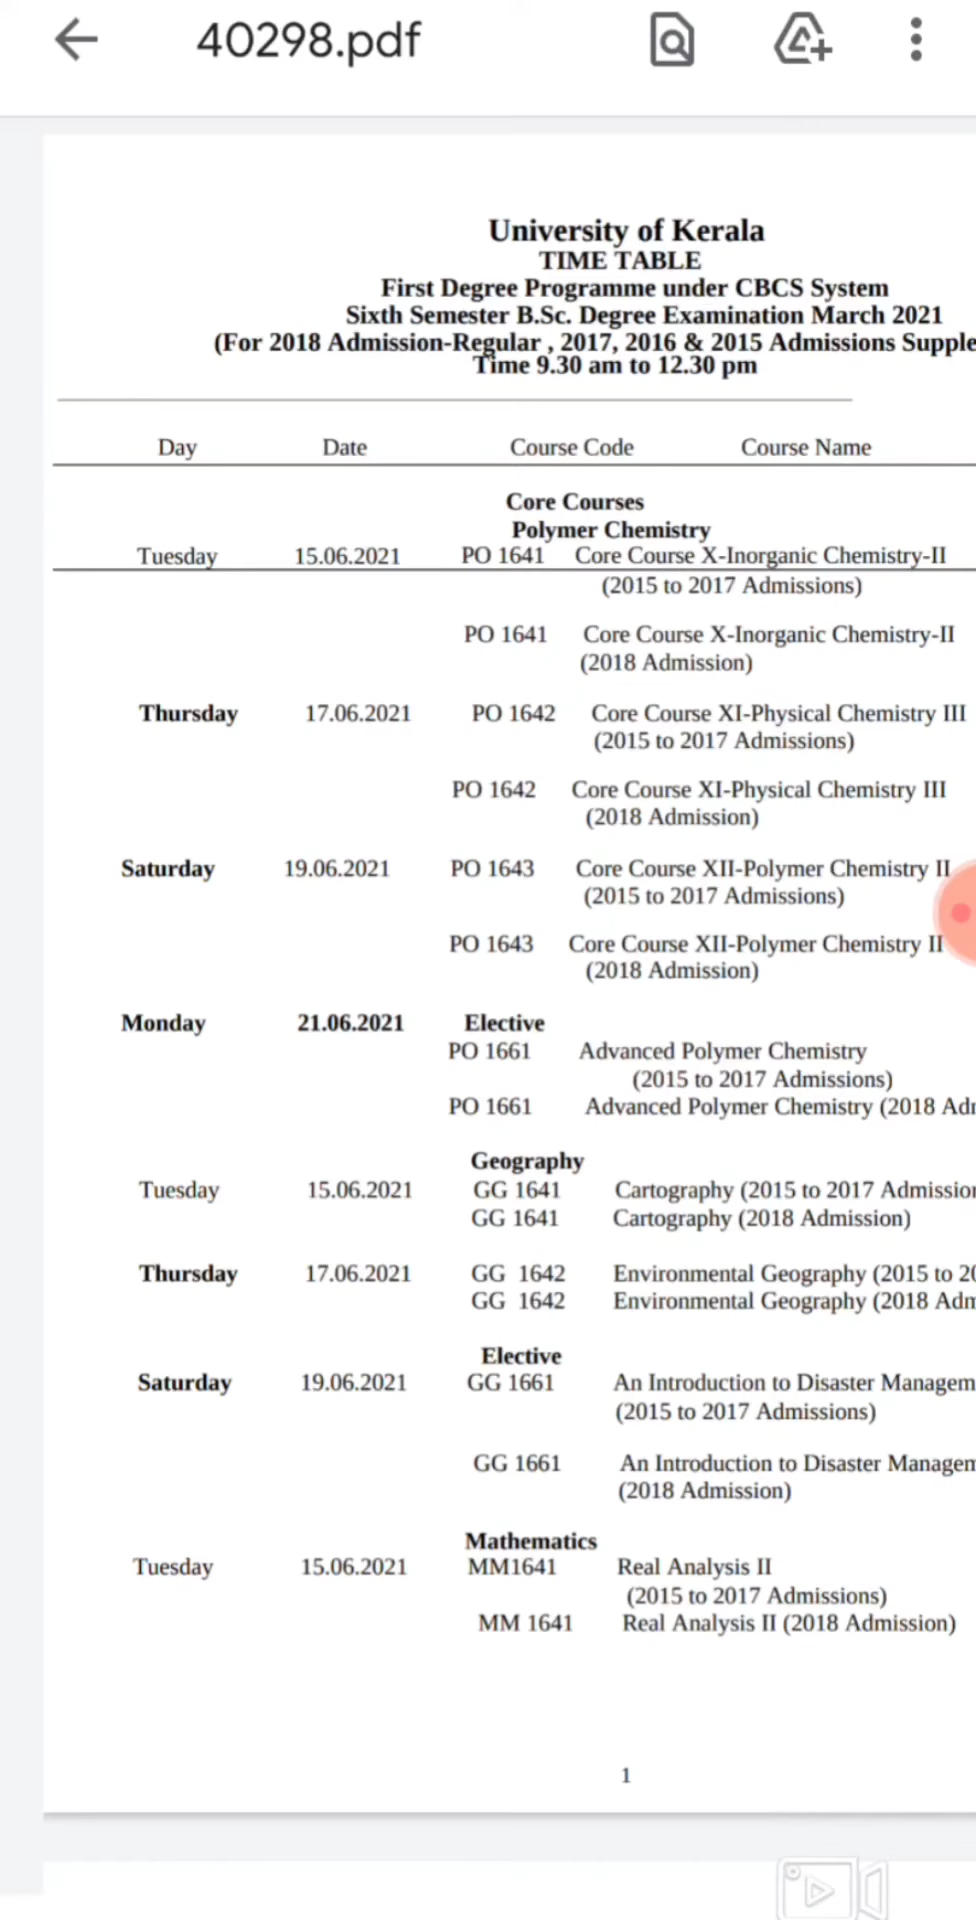 40298.pdf
University of Kerala
TIME TABLE
First Degree Programme under CBCS System
Sixth Semester B.Sc. Degree Examination March 2021
(For 2018 Admission-Regular , 2017, 2016 & 2015 Admissions Supple
Time 9.30 am to 12.30 pm
Day Date Course Code Course Name
Core Courses
Polymer Chemistry
Tuesday 15.06.2021 PO 1641 Core Course X-Inorganic Chemistry-II
(2015 to 2017 Admissions)
PO 1641 Core Course X-Inorganic Chemistry-II
(2018 Admission)
Thursday 17.06.2021 PO 1642 Core Course XI-Physical Chemistry III
(2015 to 2017 Admissions)
PO 1642 Core Course XI-Physical Chemistry III
(2018 Admission)
Saturday 19.06.2021 PO 1643 Core Course XII-Polymer Chemistry II
(2015 to 2017 Admissions)
PO 1643 Core Course XII-Polymer Chemistry II
(2018 Admission)
Monday 21.06.2021 Elective
PO 1661 Advanced Polymer Chemistry
(2015 to 2017 Admissions)
PO 1661 Advanced Polymer Chemistry (2018 Adm
Geography
Tuesday 15.06.2021 GG 1641 Cartography (2015 to 2017 Admission
GG 1641 Cartography (2018 Admission)
Thursday 17.06.2021 GG 1642 Environmental Geography (2015 to 20
GG 1642 Environmental Geography (2018 Adm
Elective
Saturday 19.06.2021 GG 1661 An Introduction to Disaster Managem
(2015 to 2017 Admissions)
GG 1661 An Introduction to Disaster Managem
(2018 Admission)
Mathematics
Tuesday 15.06.2021 MM1641 Real Analysis II
(2015 to 2017 Admissions)
MM 1641 Real Analysis II (2018 Admission)
1